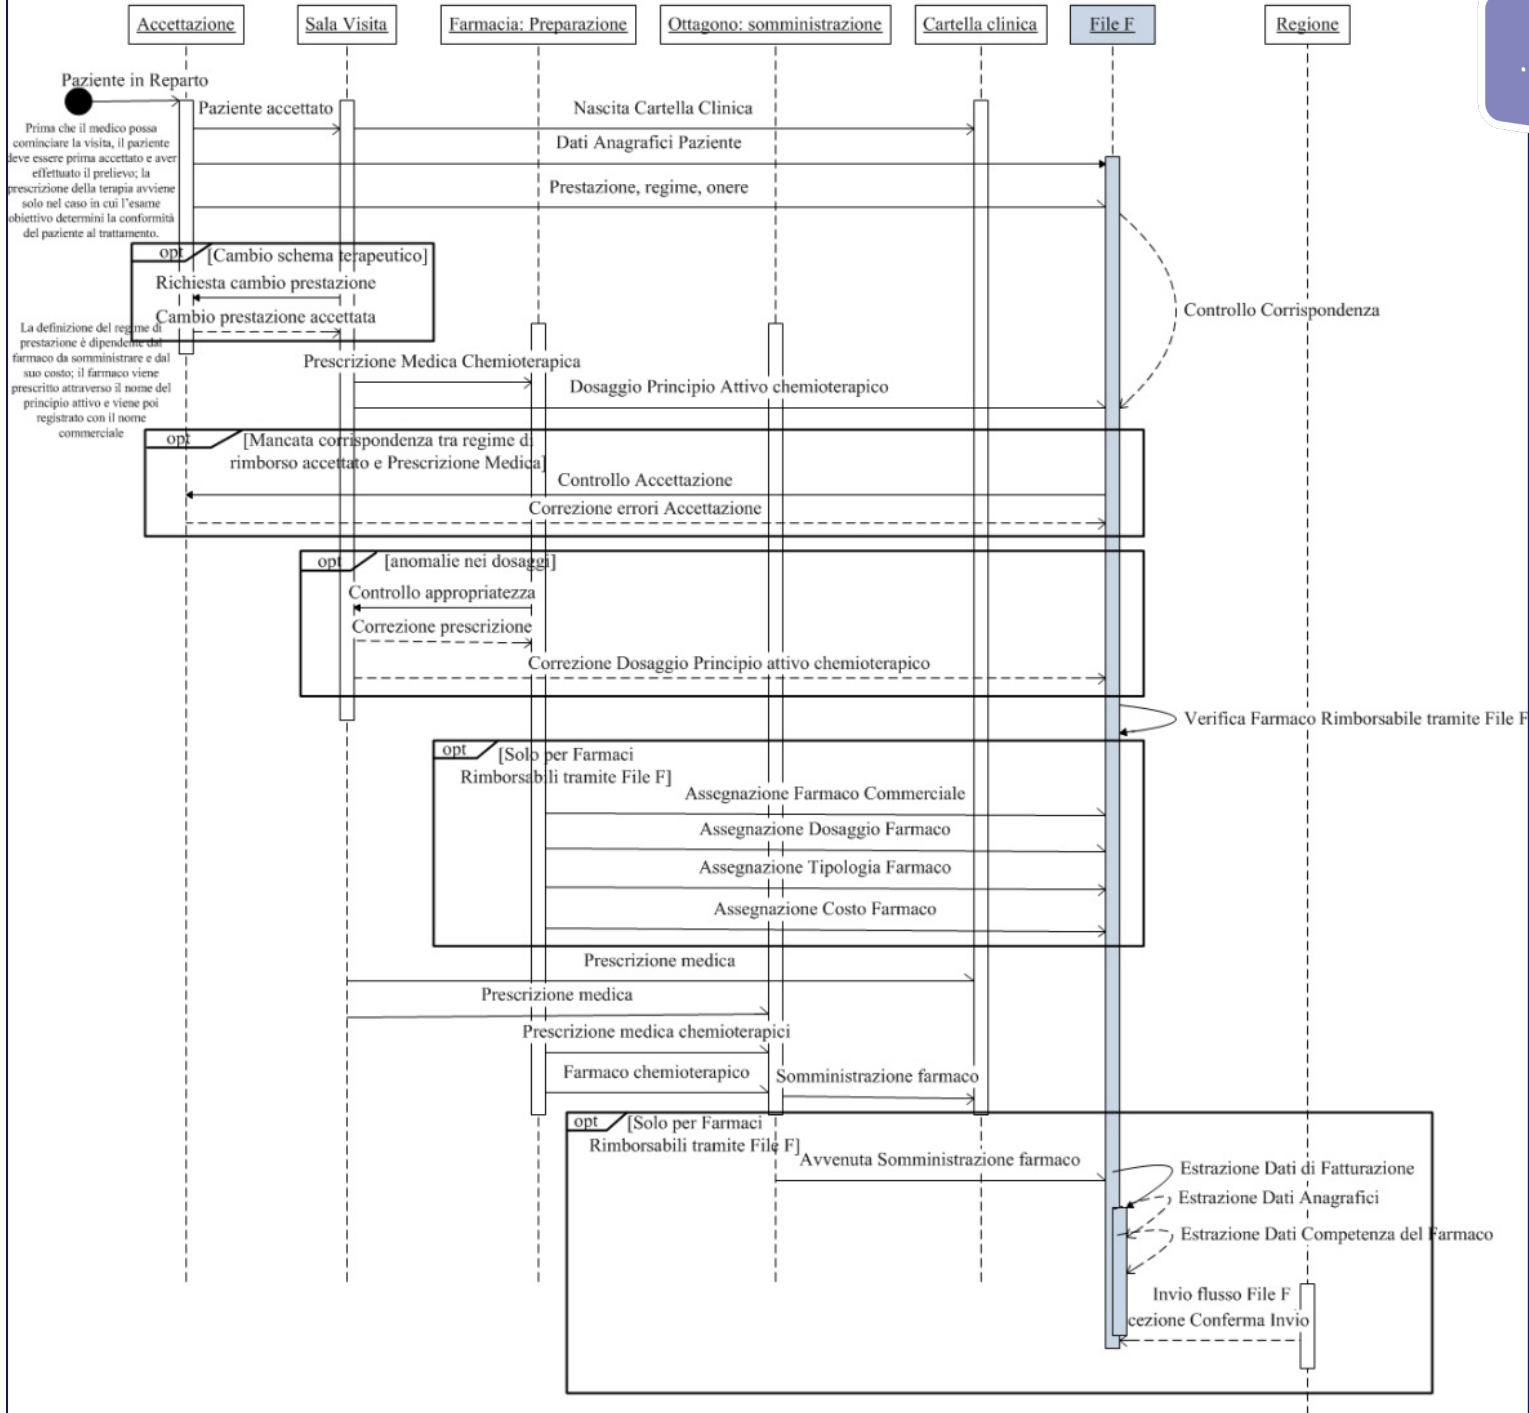 Accettazione
Sala Visita
Farmacia: Preparazione
Ottagono: somministrazione
Cartella clinica
File F
Regione
Paziente in Reparto
Paziente accettato
Nascita Cartella Clinica
Prima che il medico possa
cominciare la visita, il paziente
deve essere prima accettato e aver
effettuato il prelievo; la
prescrizione della terapia avviene
solo nel caso in cui l'esame
obiettivo determini la conformità
del paziente al trattamento.
Dati Anagrafici Paziente
Prestazione, regime, onere
opt
[Cambio schema terapeutico]
Richiesta cambio prestazione
Cambio prestazione accettata
Controllo Corrispondenza
La definizione del regime di
prestazione è dipendente dal
farmaco da somministrare e dal
suo costo; il farmaco viene
prescritto attraverso il nome del
principio attivo e viene poi
registrato con il nome
commerciale
Prescrizione Medica Chemioterapica
Dosaggio Principio Attivo chemioterapico
opt
[Mancata corrispondenza tra regime di
rimborso accettato e Prescrizione Medica]
Controllo Accettazione
Correzione errori Accettazione
opt
[anomalie nei dosaggi]
Controllo appropriatezza
Correzione prescrizione
Correzione Dosaggio Principio attivo chemioterapico
Verifica Farmaco Rimborsabile tramite File F
opt
[Solo per Farmaci
Rimborsabili tramite File F]
Assegnazione Farmaco Commerciale
Assegnazione Dosaggio Farmaco
Assegnazione Tipologia Farmaco
Assegnazione Costo Farmaco
Prescrizione medica
Prescrizione medica
Prescrizione medica chemioterapici
Farmaco chemioterapico
Somministrazione farmaco
opt
[Solo per Farmaci
Rimborsabili tramite File F]
Avvenuta Somministrazione farmaco
Estrazione Dati di Fatturazione
Estrazione Dati Anagrafici
Estrazione Dati Competenza del Farmaco
Invio flusso File F
cezione Conferma Invio